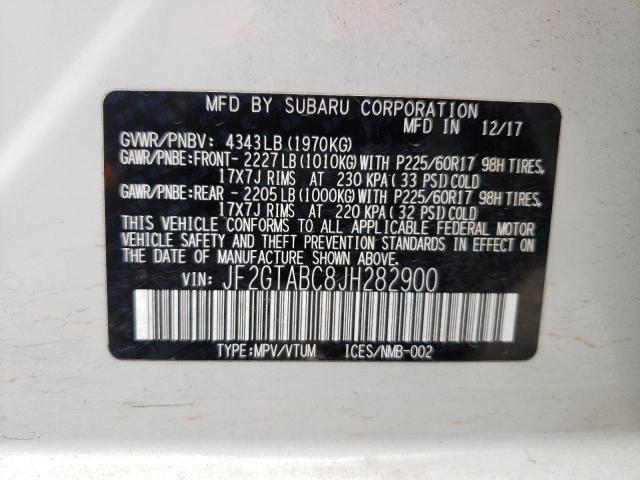 MFD BY SUBARU CORPORATION
MFD IN 12/17
GVWR/PNBV: 4343LB (1970KG)
GAWR/PNBE:FRONT- 2227LB (1010KG) WITH P225/60R17 98H TIRES,
17X7J RIMS AT 230 KPA (33 PSI) COLD
GAWR/PNBE:REAR - 2205LB (1000KG) WITH P225/60R17 98H TIRES,
17X7J RIMS AT 220 KPA (32 PSI) COLD
THIS VEHICLE CONFORMS TO ALL APPLICABLE FEDERAL MOTOR
VEHICLE SAFETY AND THEFT PREVENTION STANDARDS IN EFFECT ON
THE DATE OF MANUFACTURE SHOWN ABOVE.
VIN: JF2GTABC8JH282900
TYPE:MPV/VTUM ICES/NMB-002